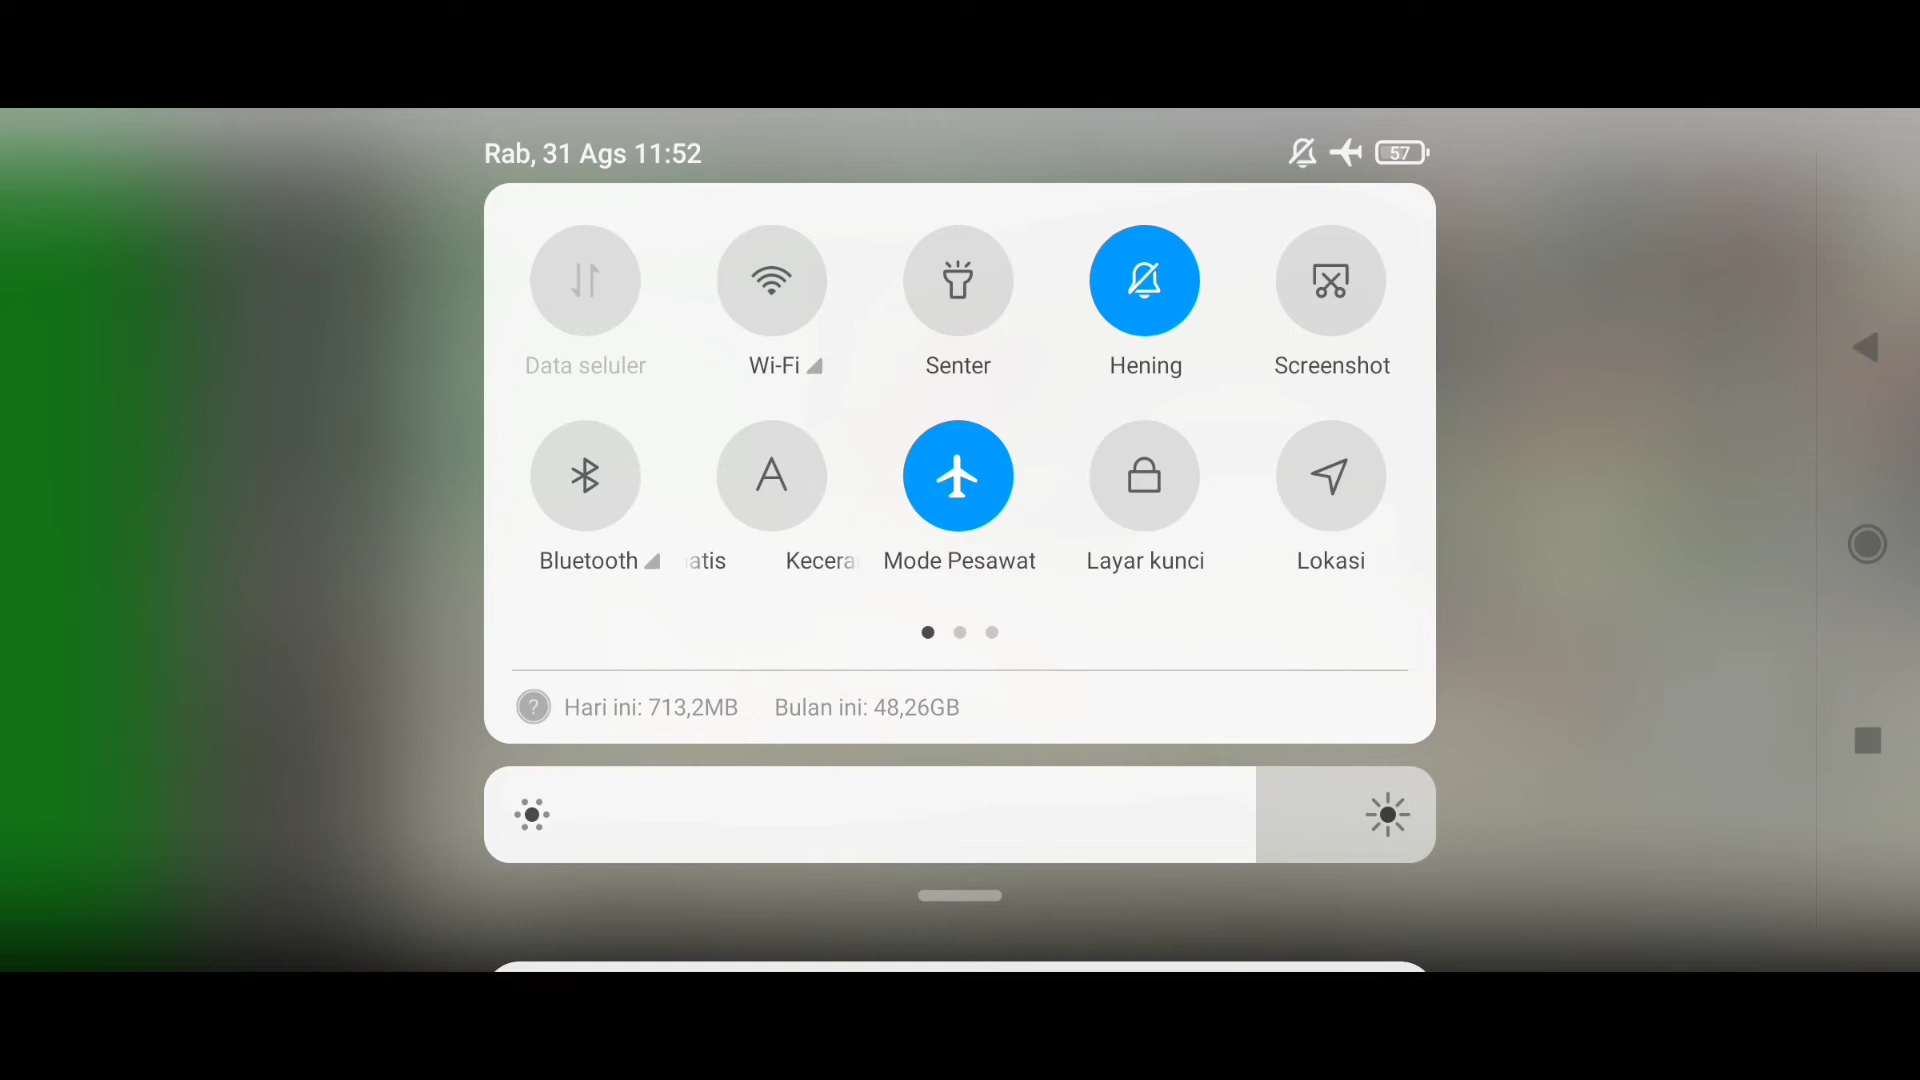 Rab, 31 Ags 11:52
57
Data seluler Wi-Fi Senter Hening Screenshot
Bluetooth atis Kecera Mode Pesawat Layar kunci Lokasi
? Hari ini: 713,2MB Bulan ini: 48,26GB